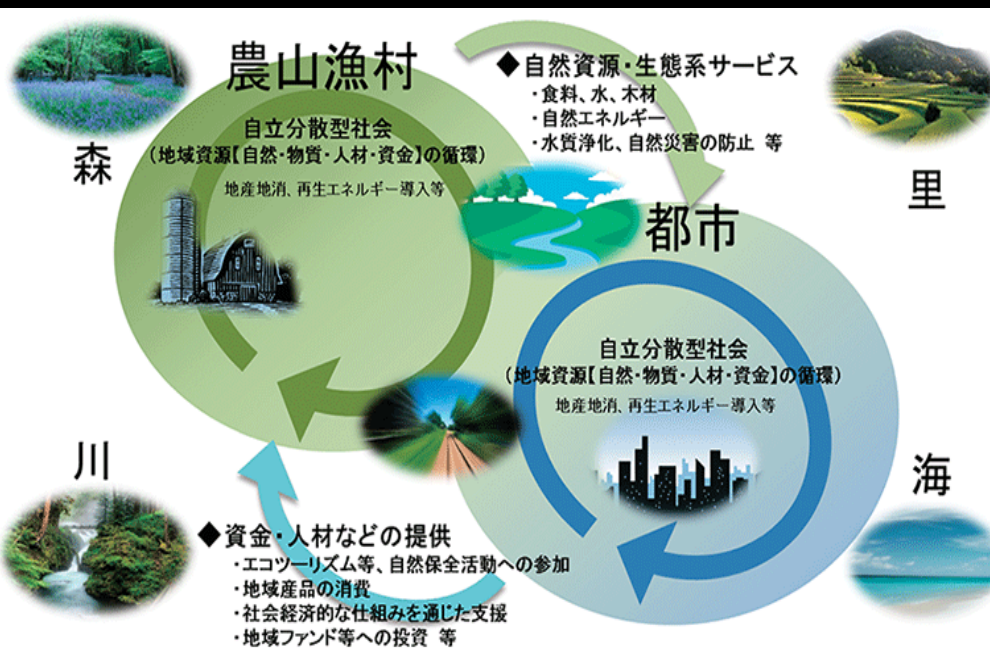 農山漁村
◆自然資源・生態系サービス
・食料、水、木材
・自然エネルギー
・水質浄化、自然災害の防止 等
自立分散型社会
(地域資源【自然・物質・人材・資金】の循環)
地産地消、再生エネルギー導入等
森
里
都市
自立分散型社会
(地域資源【自然・物質・人材・資金】の循環)
地産地消、再生エネルギー導入等
川
海
◆資金・人材などの提供
・エコツーリズム等、自然保全活動への参加
・地域産品の消費
・社会経済的な仕組みを通じた支援
・地域ファンド等への投資 等